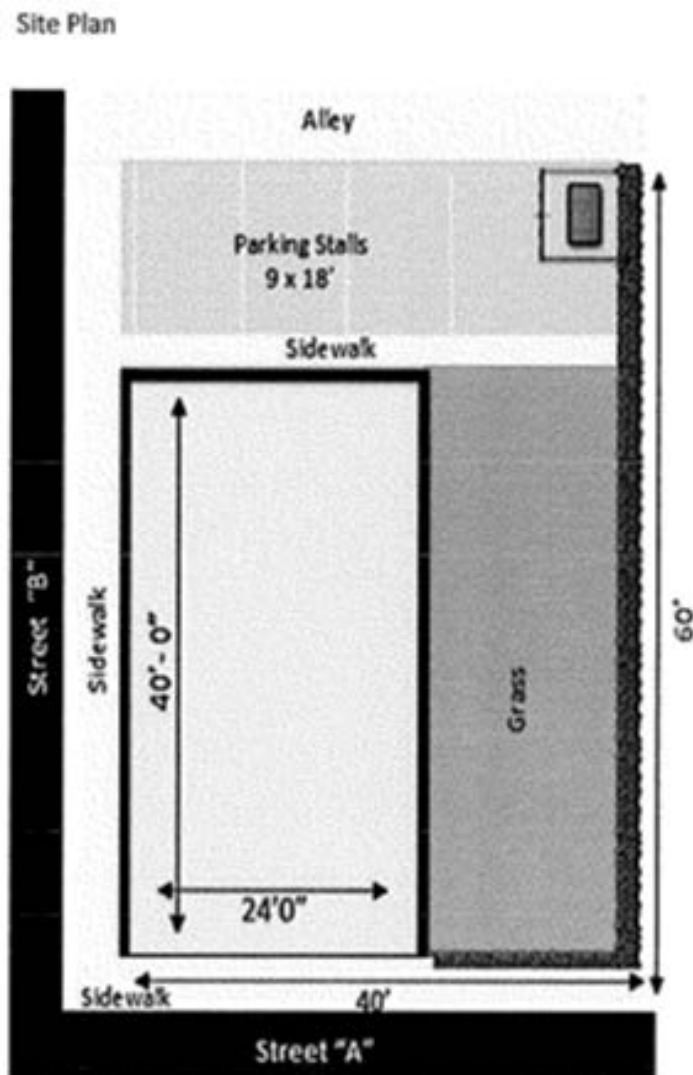 Site Plan
Alley
Parking Stalls
9 x 18'
Sidewalk
Street "B"
Sidewalk
40'- 0"
Grass
60'
24'0"
Sidewalk
40'
Street "A"